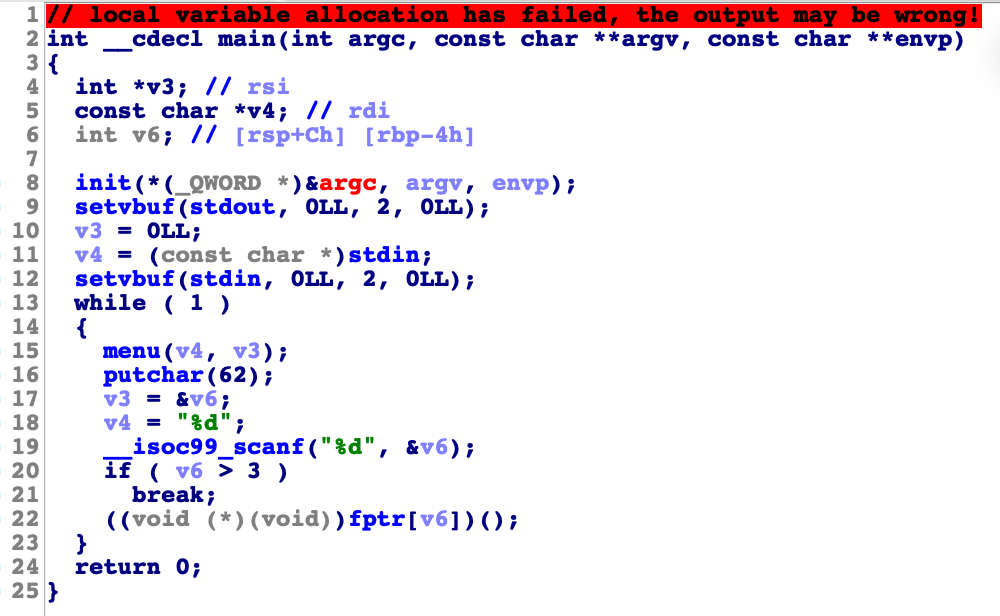 1 // local variable allocation has failed, the output may be wrong!
2 int __cdecl main(int argc, const char **argv, const char **envp)
3 {
4   int *v3; // rsi
5   const char *v4; // rdi
6   int v6; // [rsp+Ch] [rbp-4h]
7
8   init(*(_QWORD *)&argc, argv, envp);
9   setvbuf(stdout, 0LL, 2, 0LL);
10   v3 = 0LL;
11   v4 = (const char *)stdin;
12   setvbuf(stdin, 0LL, 2, 0LL);
13   while ( 1 )
14   {
15     menu(v4, v3);
16     putchar(62);
17     v3 = &v6;
18     v4 = "%d";
19     __isoc99_scanf("%d", &v6);
20     if ( v6 > 3 )
21       break;
22     ((void (*)(void))fptr[v6])();
23   }
24   return 0;
25 }